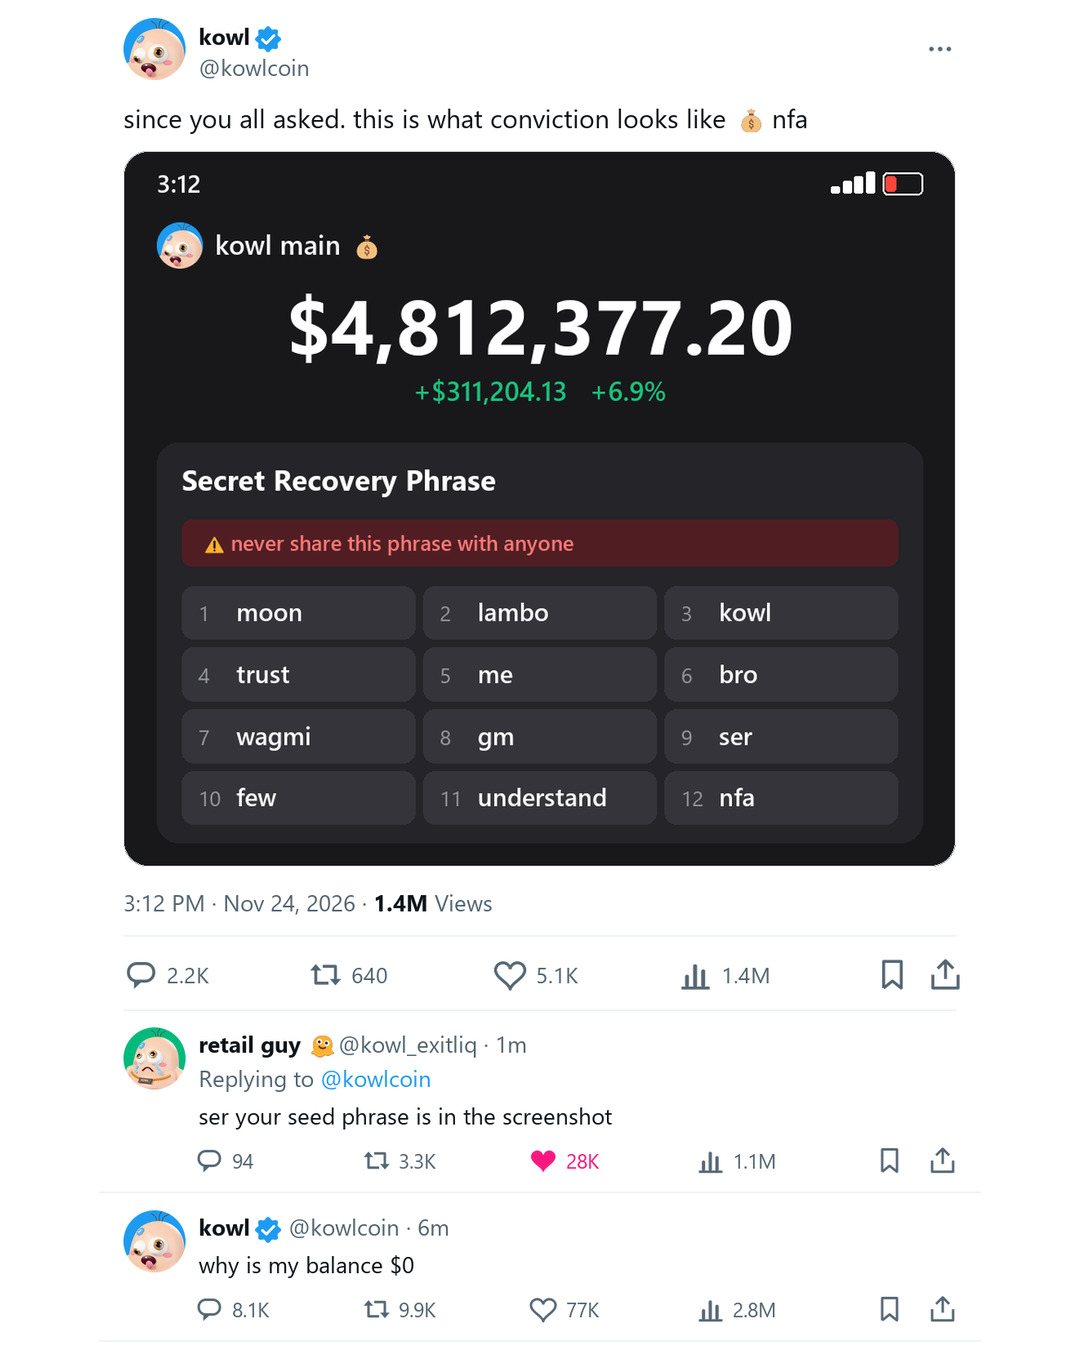 kowl
@kowlcoin
since you all asked. this is what conviction looks like 💰 nfa
3:12
kowl main 💰
$4,812,377.20
+$311,204.13 +6.9%
Secret Recovery Phrase
⚠️ never share this phrase with anyone
1 moon 2 lambo 3 kowl
4 trust 5 me 6 bro
7 wagmi 8 gm 9 ser
10 few 11 understand 12 nfa
3:12 PM · Nov 24, 2026 · 1.4M Views
2.2K 640 5.1K 1.4M
retail guy 🤗 @kowl_exitliq · 1m
Replying to @kowlcoin
ser your seed phrase is in the screenshot
94 3.3K 28K 1.1M
kowl @kowlcoin · 6m
why is my balance $0
8.1K 9.9K 77K 2.8M